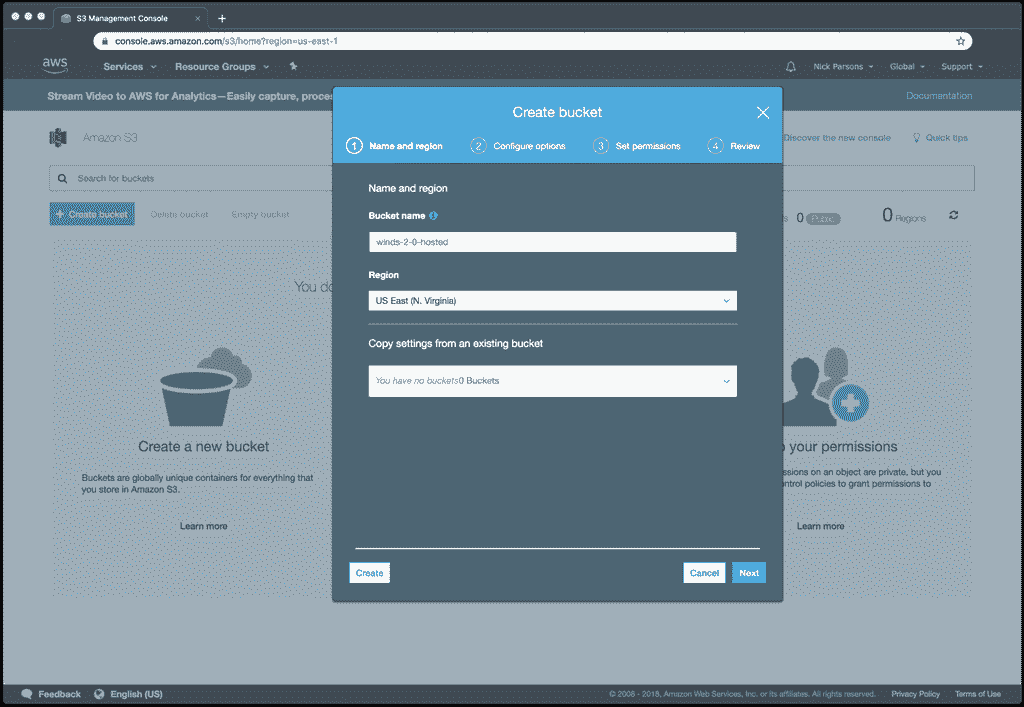 S3 Management Console
console.aws.amazon.com/s3/home?region=us-east-1
aws Services Resource Groups Nick Parsons Global Support
Stream Video to AWS for Analytics—Easily capture, proces Documentation
Create bucket
Amazon S3 Discover the new console Quick tips
1 Name and region 2 Configure options 3 Set permissions 4 Review
Search for buckets
Name and region
+ Create bucket Delete bucket Empty bucket s 0 Public 0 Regions
Bucket name
winds-2-0-hosted
Region
You do
US East (N. Virginia)
Copy settings from an existing bucket
You have no buckets0 Buckets
Create a new bucket
Buckets are globally unique containers for everything that
you store in Amazon S3.
Learn more
your permissions
ssions on an object are private, but you
ontrol policies to grant permissions to
Learn more
Create Cancel Next
Feedback English (US) © 2008 - 2018, Amazon Web Services, Inc. or its affiliates. All rights reserved. Privacy Policy Terms of Use